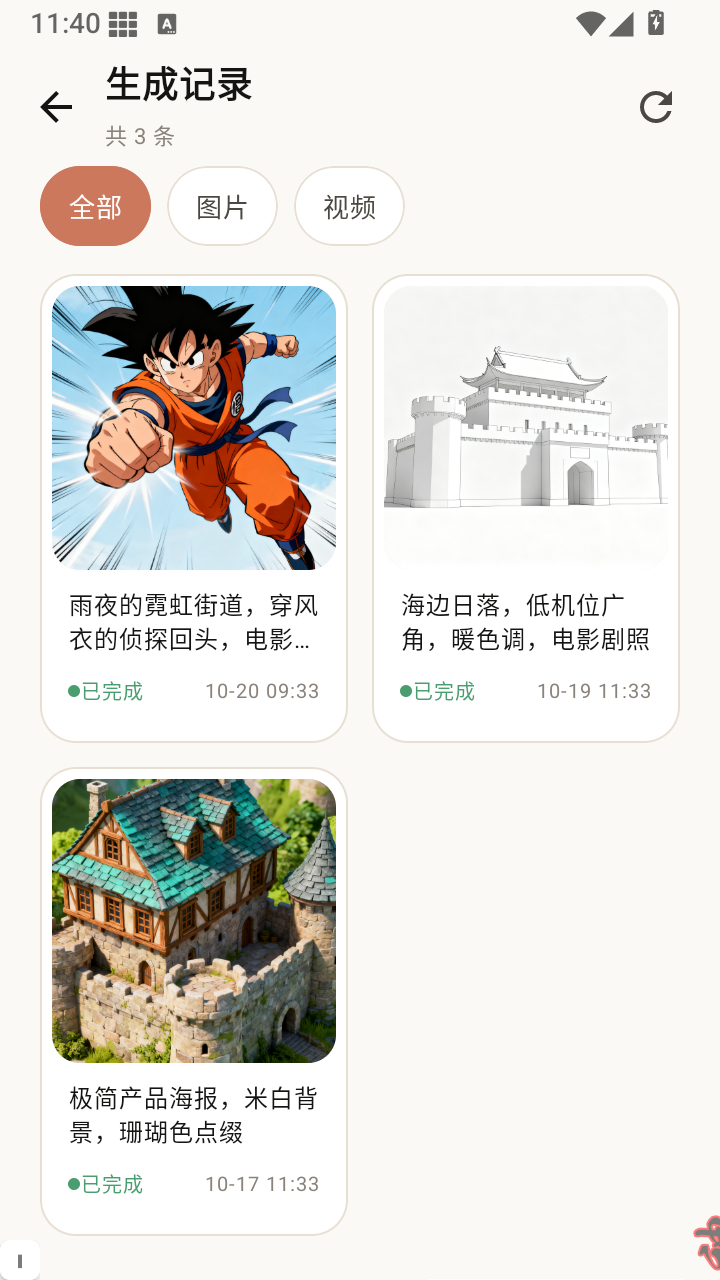 11:40
生成记录
共 3 条
全部
图片
视频
雨夜的霓虹街道，穿风
衣的侦探回头，电影…
已完成
10-20 09:33
海边日落，低机位广
角，暖色调，电影剧照
已完成
10-19 11:33
极简产品海报，米白背
景，珊瑚色点缀
已完成
10-17 11:33